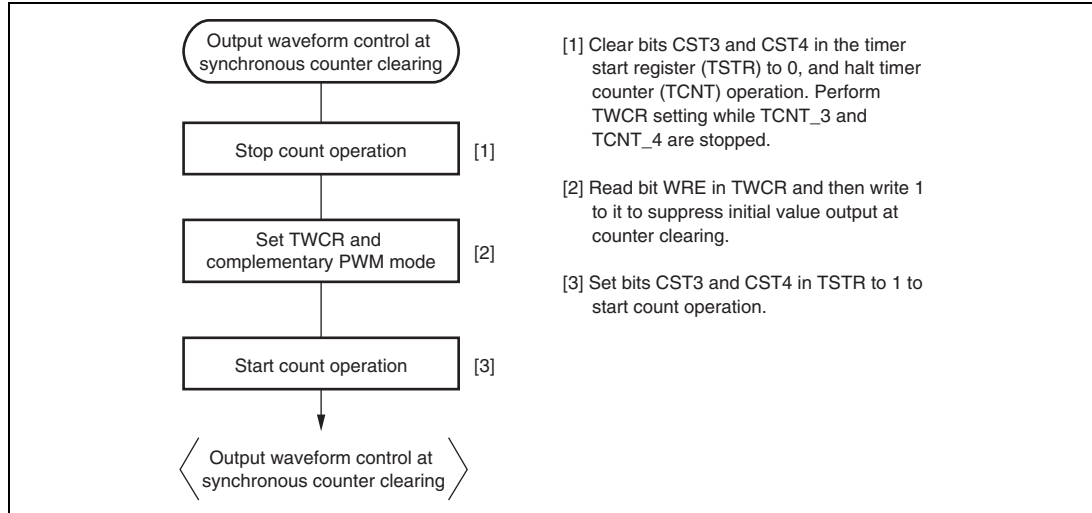 Output waveform control at
synchronous counter clearing
Stop count operation
[1]
Set TWCR and
complementary PWM mode
[2]
Start count operation
[3]
Output waveform control at
synchronous counter clearing
[1] Clear bits CST3 and CST4 in the timer
start register (TSTR) to 0, and halt timer
counter (TCNT) operation. Perform
TWCR setting while TCNT_3 and
TCNT_4 are stopped.
[2] Read bit WRE in TWCR and then write 1
to it to suppress initial value output at
counter clearing.
[3] Set bits CST3 and CST4 in TSTR to 1 to
start count operation.